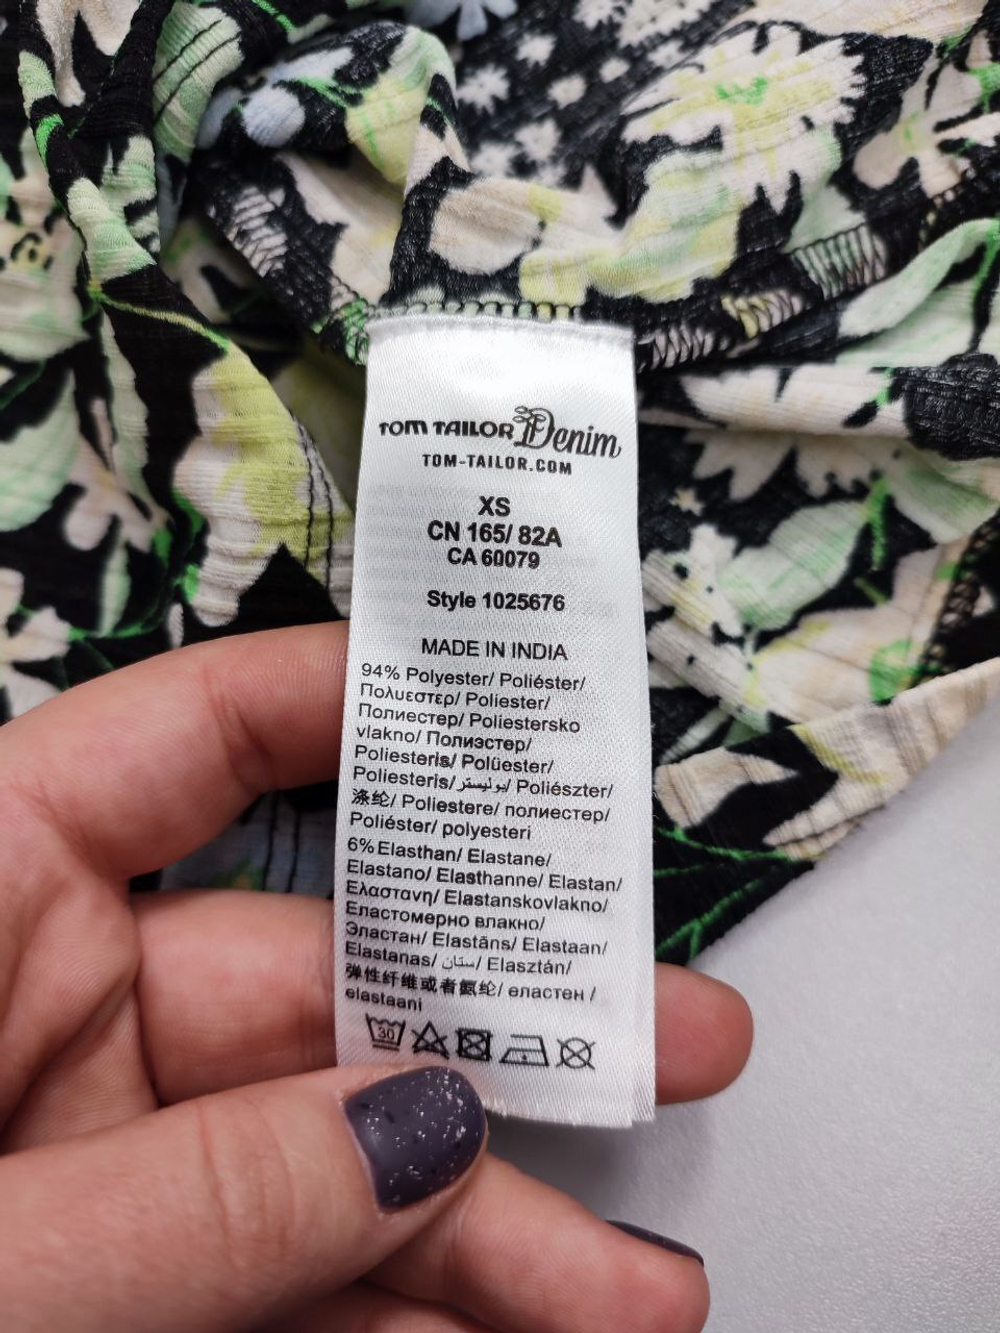 TOM TAILOR Denim
TOM-TAILOR.COM
XS
CN 165/ 82A
CA 60079
Style 1025676
MADE IN INDIA
94% Polyester/ Poliéster/
Πολυεστερ/ Poliester/
Полиестер/ Poliestersko
vlakno/ Полиэстер/
Poliesteris/ Polüester/
Poliesteris/ بوليستر/ Poliészter/
涤纶/ Poliestere/ полиестер/
Poliéster/ polyesteri
6% Elasthan/ Elastane/
Elastano/ Elasthanne/ Elastan/
Ελαστανη/ Elastanskovlakno/
Еластомерно влакно/
Эластан/ Elastāns/ Elastaan/
Elastanas/ ستان/ Elasztán/
弹性纤维或者氨纶/ еластен /
elastaani
30